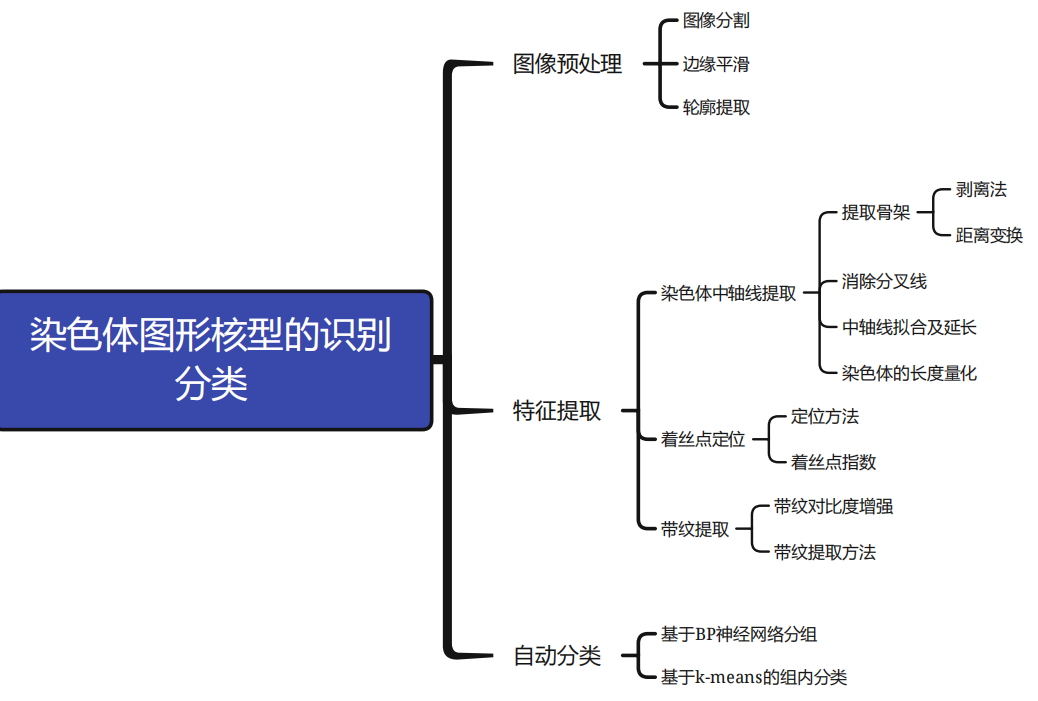 染色体图形核型的识别
分类
图像预处理
图像分割
边缘平滑
轮廓提取
特征提取
染色体中轴线提取
提取骨架
剥离法
距离变换
消除分叉线
中轴线拟合及延长
染色体的长度量化
着丝点定位
定位方法
着丝点指数
带纹提取
带纹对比度增强
带纹提取方法
自动分类
基于BP神经网络分组
基于k-means的组内分类